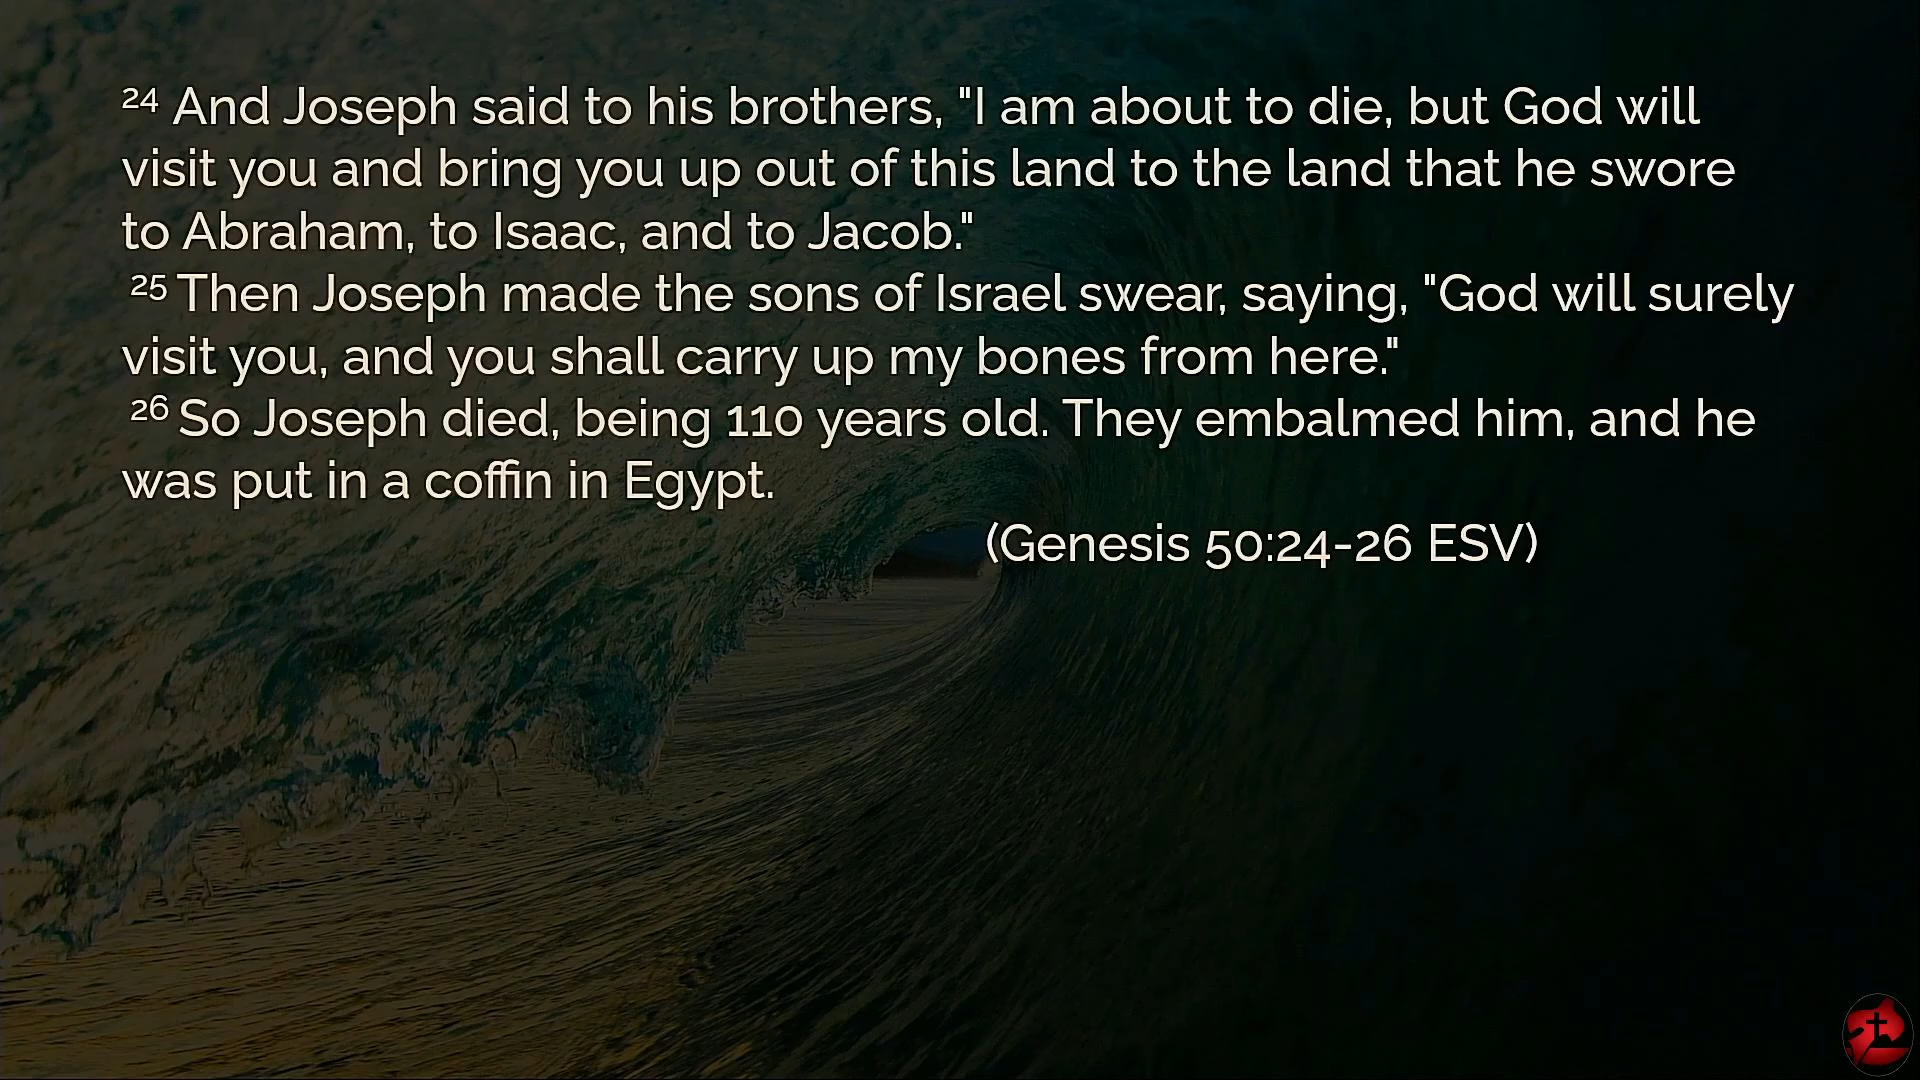 24 And Joseph said to his brothers, "I am about to die, but God will
visit you and bring you up out of this land to the land that he swore
to Abraham, to Isaac, and to Jacob."
25 Then Joseph made the sons of Israel swear, saying, "God will surely
visit you, and you shall carry up my bones from here."
26 So Joseph died, being 110 years old. They embalmed him, and he
was put in a coffin in Egypt.
(Genesis 50:24-26 ESV)